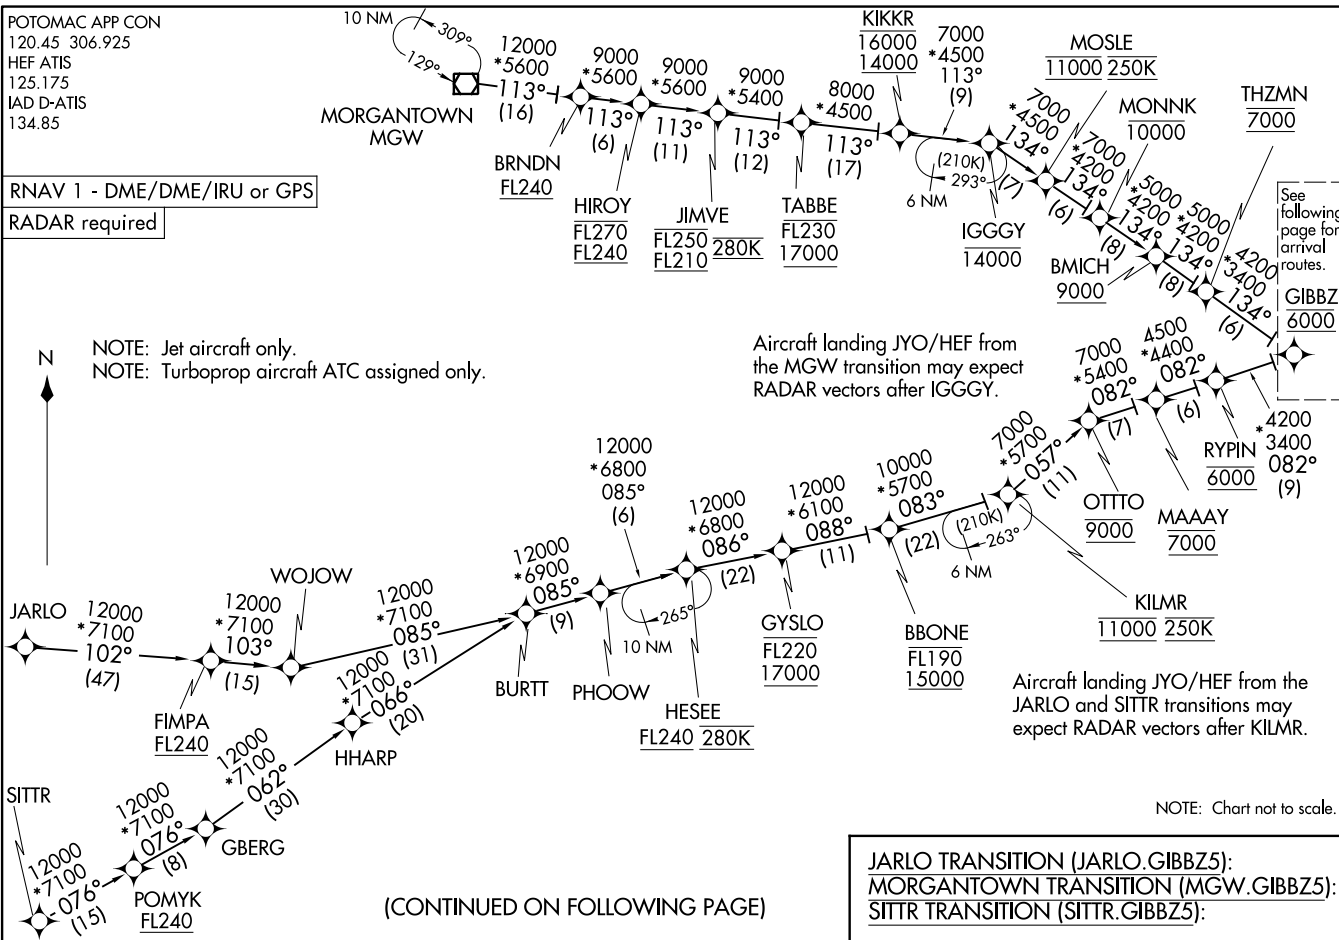 POTOMAC APP CON
120.45 306.925
HEF ATIS
125.175
IAD D-ATIS
134.85
RNAV 1 - DME/DME/IRU or GPS
RADAR required
10 NM
309°
129°
MORGANTOWN
MGW
12000
*5600
113°
(16)
BRNDN
FL240
9000
*5600
113°
(6)
HIROY
FL270
FL240
9000
*5600
113°
(11)
JIMVE
FL250
FL210
280K
9000
*5400
113°
(12)
TABBE
FL230
17000
8000
*4500
113°
(17)
KIKKR
16000
14000
7000
*4500
113°
(9)
(210K)
293°
6 NM
IGGGY
14000
7000
*4500
134°
(7)
MOSLE
11000 250K
7000
*4200
134°
(6)
MONNK
10000
5000
*4200
134°
(8)
BMICH
9000
5000
*4200
134°
(8)
THZMN
7000
4200
*3400
134°
(6)
See
following
page for
arrival
routes.
GIBBZ
6000
N
NOTE: Jet aircraft only.
NOTE: Turboprop aircraft ATC assigned only.
Aircraft landing JYO/HEF from
the MGW transition may expect
RADAR vectors after IGGGY.
JARLO
12000
*7100
102°
(47)
FIMPA
FL240
12000
*7100
103°
(15)
WOJOW
12000
*7100
085°
(31)
SITTR
12000
*7100
076°
(15)
POMYK
FL240
12000
*7100
076°
(8)
GBERG
12000
*7100
062°
(30)
HHARP
12000
*7100
066°
(20)
BURTT
12000
*6900
085°
(9)
PHOOW
12000
*6800
085°
(6)
265°
10 NM
HESEE
FL240 280K
12000
*6800
086°
(22)
GYSLO
FL220
17000
12000
*6100
088°
(11)
BBONE
FL190
15000
10000
*5700
083°
(22)
(210K)
263°
6 NM
KILMR
11000 250K
7000
*5700
057°
(11)
OTTTO
9000
7000
*5400
082°
(7)
MAAAY
7000
4500
*4400
082°
(6)
RYPIN
6000
4200
*
3400
082°
(9)
Aircraft landing JYO/HEF from the
JARLO and SITTR transitions may
expect RADAR vectors after KILMR.
NOTE: Chart not to scale.
(CONTINUED ON FOLLOWING PAGE)
JARLO TRANSITION (JARLO.GIBBZ5):
MORGANTOWN TRANSITION (MGW.GIBBZ5):
SITTR TRANSITION (SITTR.GIBBZ5):